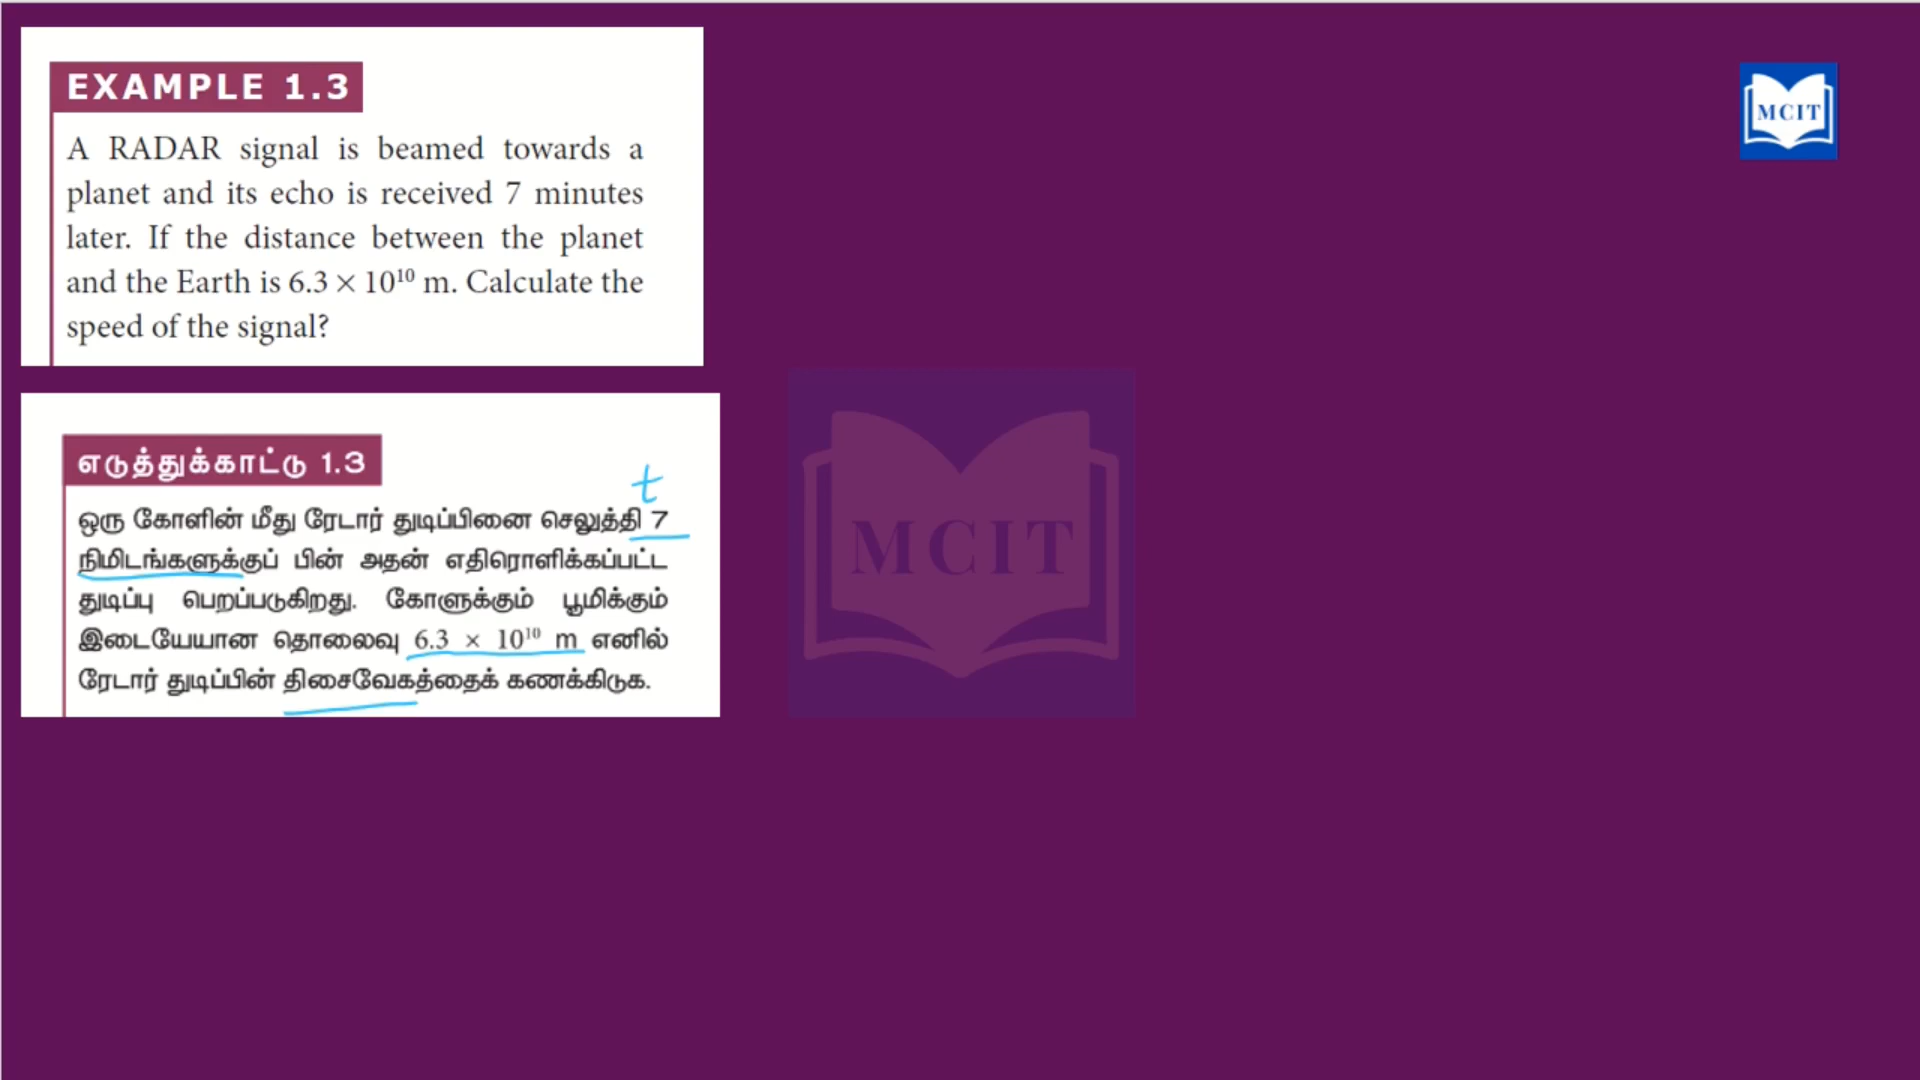 EXAMPLE 1.3
A RADAR signal is beamed towards a
planet and its echo is received 7 minutes
later. If the distance between the planet
and the Earth is 6.3 × 10¹⁰ m. Calculate the
speed of the signal?
MCIT
எடுத்துக்காட்டு 1.3
t
ஒரு கோளின் மீது ரேடார் துடிப்பினை செலுத்தி 7
நிமிடங்களுக்குப் பின் அதன் எதிரொளிக்கப்பட்ட
துடிப்பு பெறப்படுகிறது. கோளுக்கும் பூமிக்கும்
இடையேயான தொலைவு 6.3 × 10¹⁰ m எனில்
ரேடார் துடிப்பின் திசைவேகத்தைக் கணக்கிடுக.
MCIT